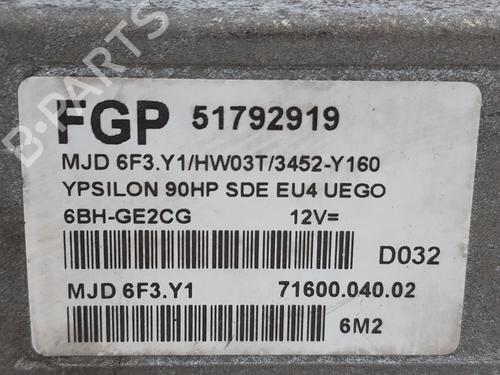 FGP 51792919
MJD 6F3.Y1/HW03T/3452-Y160
YPSILON 90HP SDE EU4 UEGO
6BH-GE2CG 12V=
D032
MJD 6F3.Y1 71600.040.02
6M2
B-PARTS